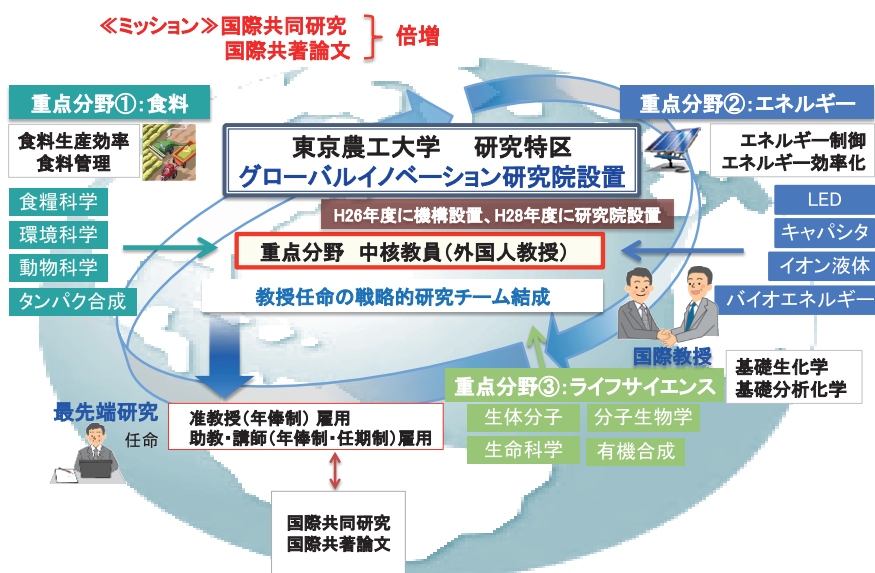 ≪ミッション≫国際共同研究
国際共著論文
倍増
重点分野①:食料
食料生産効率
食料管理
食糧科学
環境科学
動物科学
タンパク合成
重点分野②:エネルギー
エネルギー制御
エネルギー効率化
LED
キャパシタ
イオン液体
バイオエネルギー
東京農工大学 研究特区
グローバルイノベーション研究院設置
H26年度に機構設置、H28年度に研究院設置
重点分野 中核教員(外国人教授)
教授任命の戦略的研究チーム結成
国際教授
重点分野③:ライフサイエンス
基礎生化学
基礎分析化学
生体分子
分子生物学
生命科学
有機合成
最先端研究
任命
准教授(年俸制) 雇用
助教・講師(年俸制・任期制)雇用
国際共同研究
国際共著論文